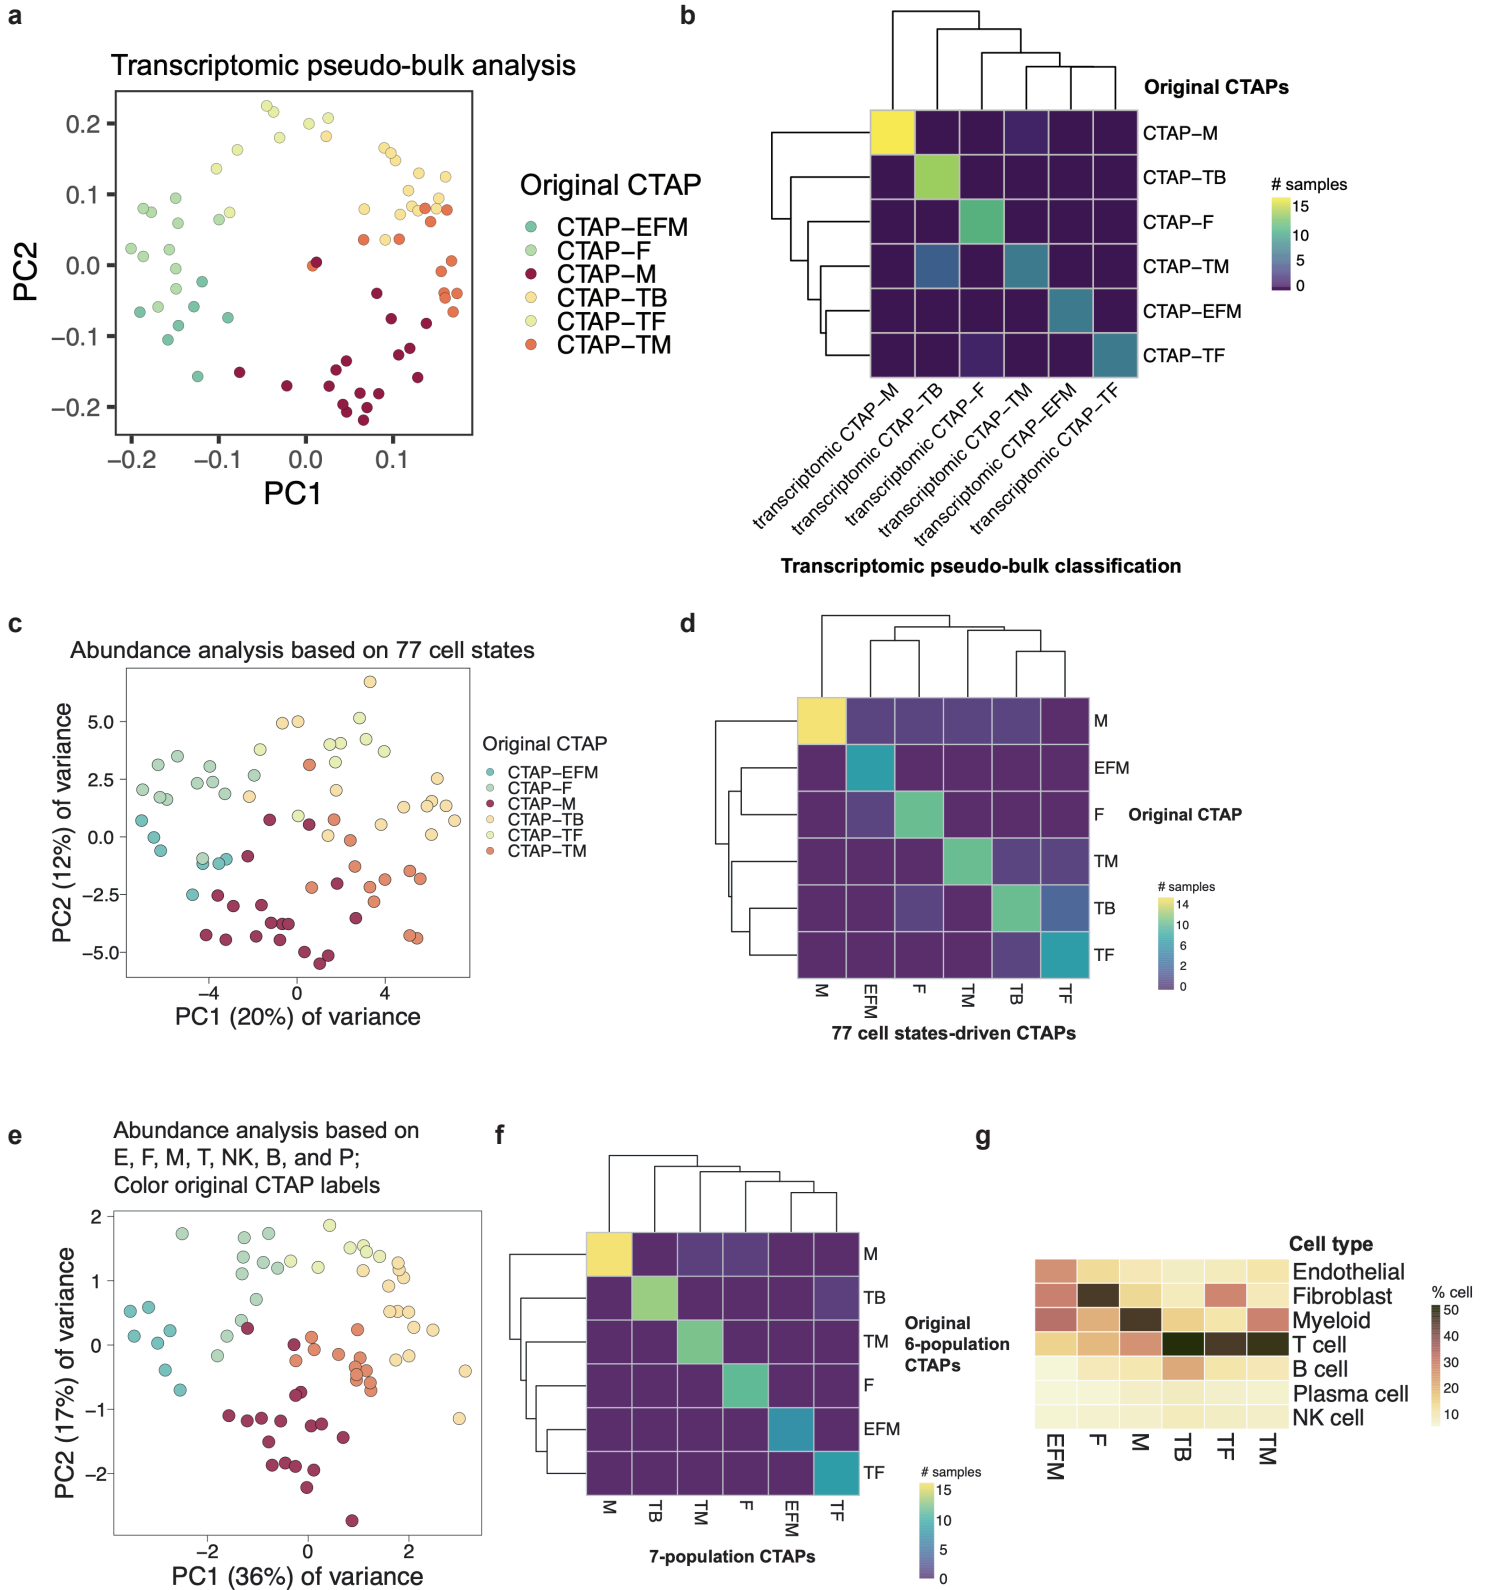 a
Transcriptomic pseudo-bulk analysis
0.2
0.1
0.0
−0.1
−0.2
PC2
−0.2
−0.1
0.0
0.1
PC1
Original CTAP
CTAP−EFM
CTAP−F
CTAP−M
CTAP−TB
CTAP−TF
CTAP−TM
b
Original CTAPs
CTAP−M
CTAP−TB
CTAP−F
CTAP−TM
CTAP−EFM
CTAP−TF
# samples
15
10
5
0
transcriptomic CTAP−M
transcriptomic CTAP−TB
transcriptomic CTAP−F
transcriptomic CTAP−TM
transcriptomic CTAP−EFM
transcriptomic CTAP−TF
Transcriptomic pseudo-bulk classification
c
Abundance analysis based on 77 cell states
5.0
2.5
0.0
−2.5
−5.0
PC2 (12%) of variance
−4
0
4
PC1 (20%) of variance
Original CTAP
CTAP−EFM
CTAP−F
CTAP−M
CTAP−TB
CTAP−TF
CTAP−TM
d
M
EFM
F
TM
TB
TF
Original CTAP
# samples
14
10
6
2
0
M
EFM
F
TM
TB
TF
77 cell states-driven CTAPs
e
Abundance analysis based on
E, F, M, T, NK, B, and P;
Color original CTAP labels
2
1
0
−1
−2
PC2 (17%) of variance
−2
0
2
PC1 (36%) of variance
f
M
TB
TM
F
EFM
TF
Original
6-population
CTAPs
# samples
15
10
5
0
M
TB
TM
F
EFM
TF
7-population CTAPs
g
Cell type
Endothelial
Fibroblast
Myeloid
T cell
B cell
Plasma cell
NK cell
% cell
50
40
30
20
10
EFM
F
M
TB
TF
TM